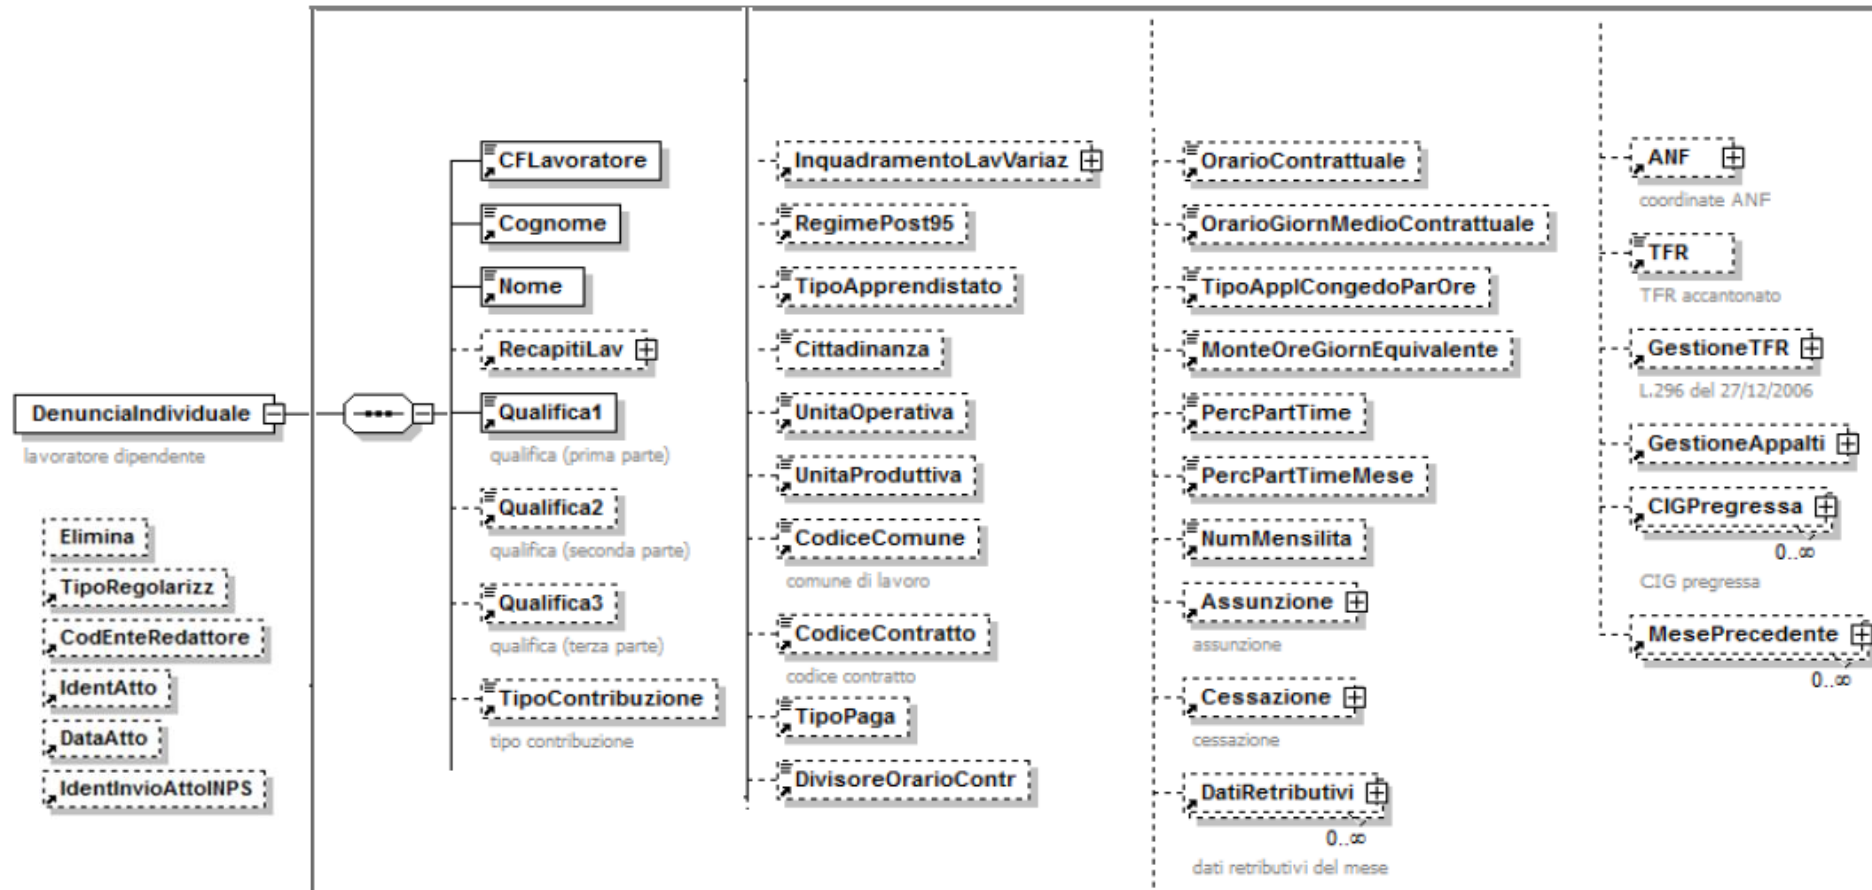 DenunciaIndividuale
lavoratore dipendente
Elimina
TipoRegolarizz
CodEnteRedattore
IdentAtto
DataAtto
IdentInvioAttoINPS
CFLavoratore
Cognome
Nome
RecapitiLav
Qualifica1
qualifica (prima parte)
Qualifica2
qualifica (seconda parte)
Qualifica3
qualifica (terza parte)
TipoContribuzione
tipo contribuzione
InquadramentoLavVariaz
RegimePost95
TipoApprendistato
Cittadinanza
UnitaOperativa
UnitaProduttiva
CodiceComune
comune di lavoro
CodiceContratto
codice contratto
TipoPaga
DivisoreOrarioContr
OrarioContrattuale
OrarioGiornMedioContrattuale
TipoApplCongedoParOre
MonteOreGiornEquivalente
PercPartTime
PercPartTimeMese
NumMensilita
Assunzione
assunzione
Cessazione
cessazione
DatiRetributivi
0..∞
dati retributivi del mese
ANF
coordinate ANF
TFR
TFR accantonato
GestioneTFR
L.296 del 27/12/2006
GestioneAppalti
CIGPregressa
0..∞
CIG pregressa
MesePrecedente
0..∞